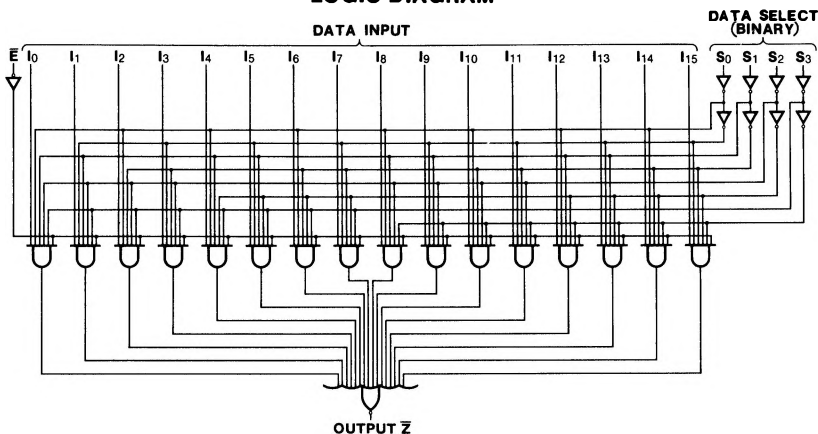 LOGIC DIAGRAM
DATA INPUT
DATA SELECT
(BINARY)
E̅ I0 I1 I2 I3 I4 I5 I6 I7 I8 I9 I10 I11 I12 I13 I14 I15 S0 S1 S2 S3
OUTPUT Z̅